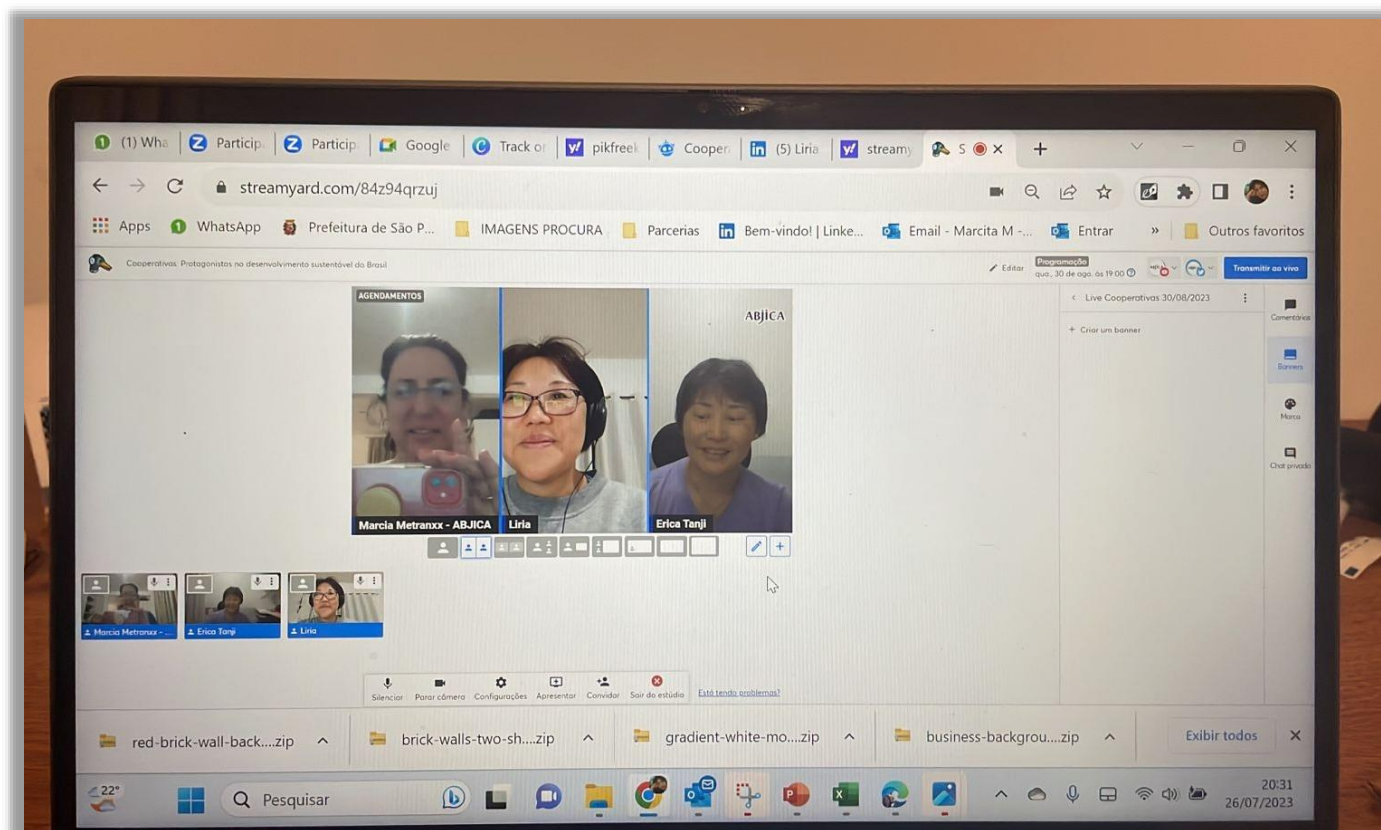 (1) Wha
Particip
Particip
Google
Track or
pikfreek
Cooper
(5) Liria
streamy
S
streamyard.com/84z94qrzuj
Apps
WhatsApp
Prefeitura de São P...
IMAGENS PROCURA
Parcerias
Bem-vindo! | Linke...
Email - Marcita M -...
Entrar
»
Outros favoritos
Cooperativas: Protagonistas no desenvolvimento sustentável do Brasil
Editar
Programação
qua., 30 de ago. às 19:00
Transmitir ao vivo
Live Cooperativas 30/08/2023
+ Criar um banner
Comentários
Banners
Marca
Chat privado
AGENDAMENTOS
ABJICA
Marcia Metranxx - ABJICA
Liria
Erica Tanji
Marcia Metranxx - ...
Erica Tanji
Liria
Silenciar
Parar câmera
Configurações
Apresentar
Convidar
Sair do estúdio
Está tendo problemas?
red-brick-wall-back....zip
brick-walls-two-sh....zip
gradient-white-mo....zip
business-backgrou....zip
Exibir todos
22°
Pesquisar
20:31
26/07/2023